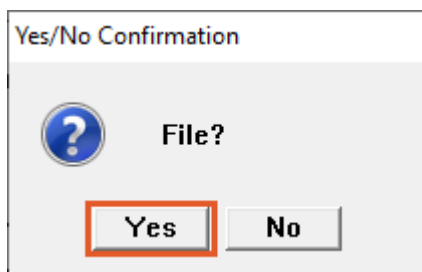 Yes/No Confirmation
File?
Yes No